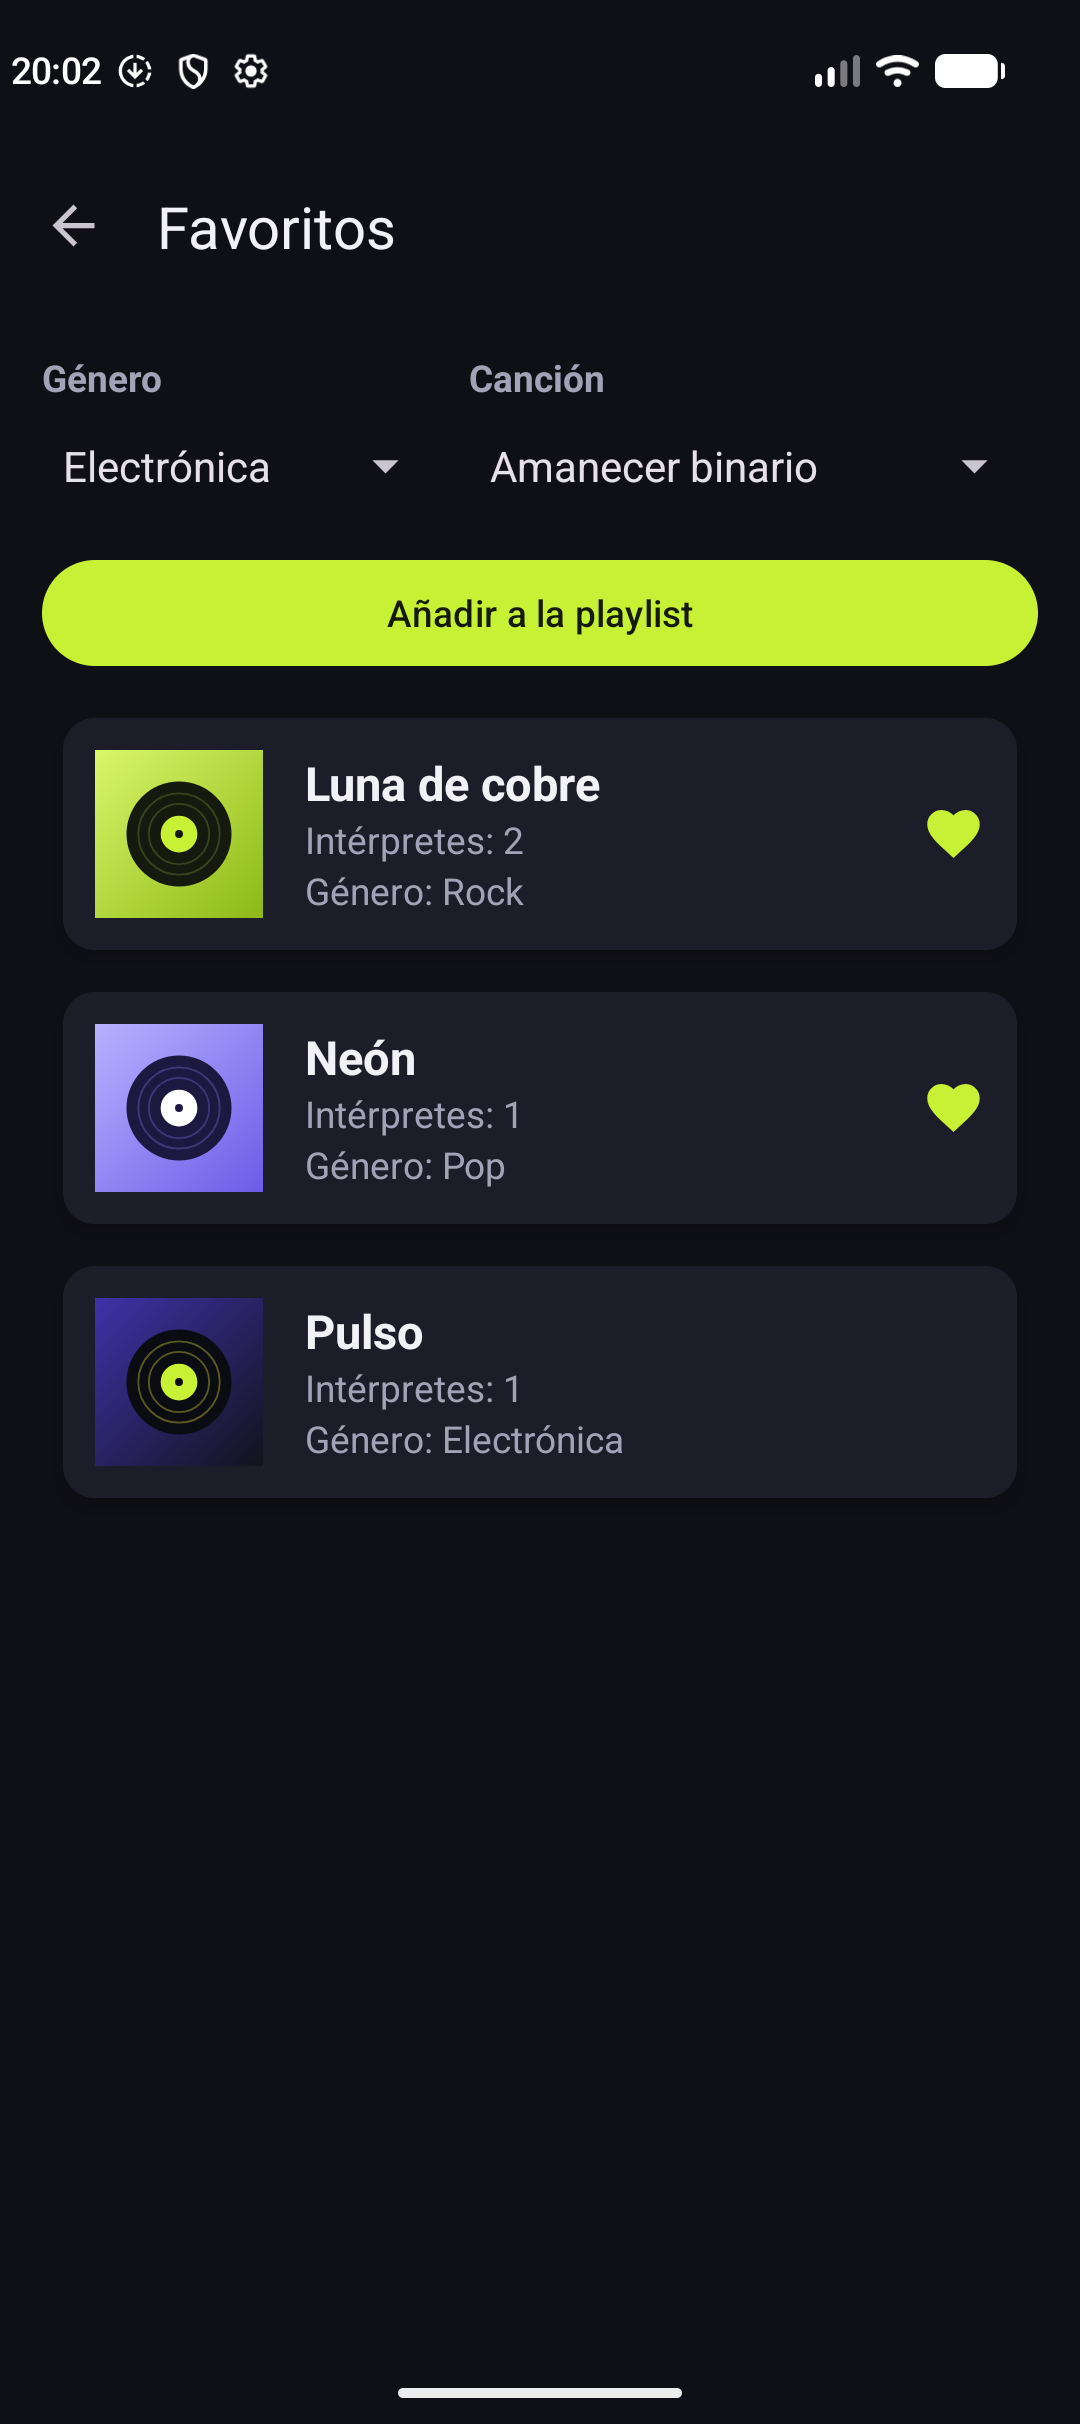 20:02
Favoritos
Género
Canción
Electrónica
Amanecer binario
Añadir a la playlist
Luna de cobre
Intérpretes: 2
Género: Rock
Neón
Intérpretes: 1
Género: Pop
Pulso
Intérpretes: 1
Género: Electrónica